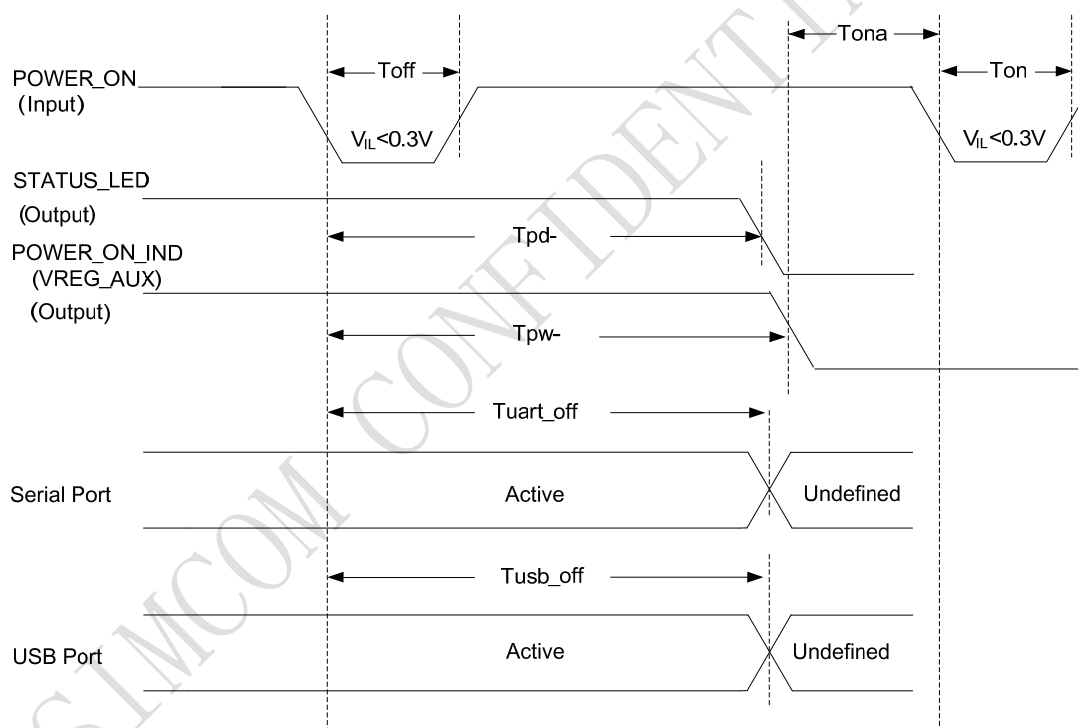 Tona
POWER_ON
(Input)
Toff
Ton
VIL<0.3V
VIL<0.3V
STATUS_LED
(Output)
Tpd-
POWER_ON_IND
(VREG_AUX)
(Output)
Tpw-
Tuart_off
Serial Port
Active
Undefined
Tusb_off
USB Port
Active
Undefined
SIMCOM CONFIDENTI